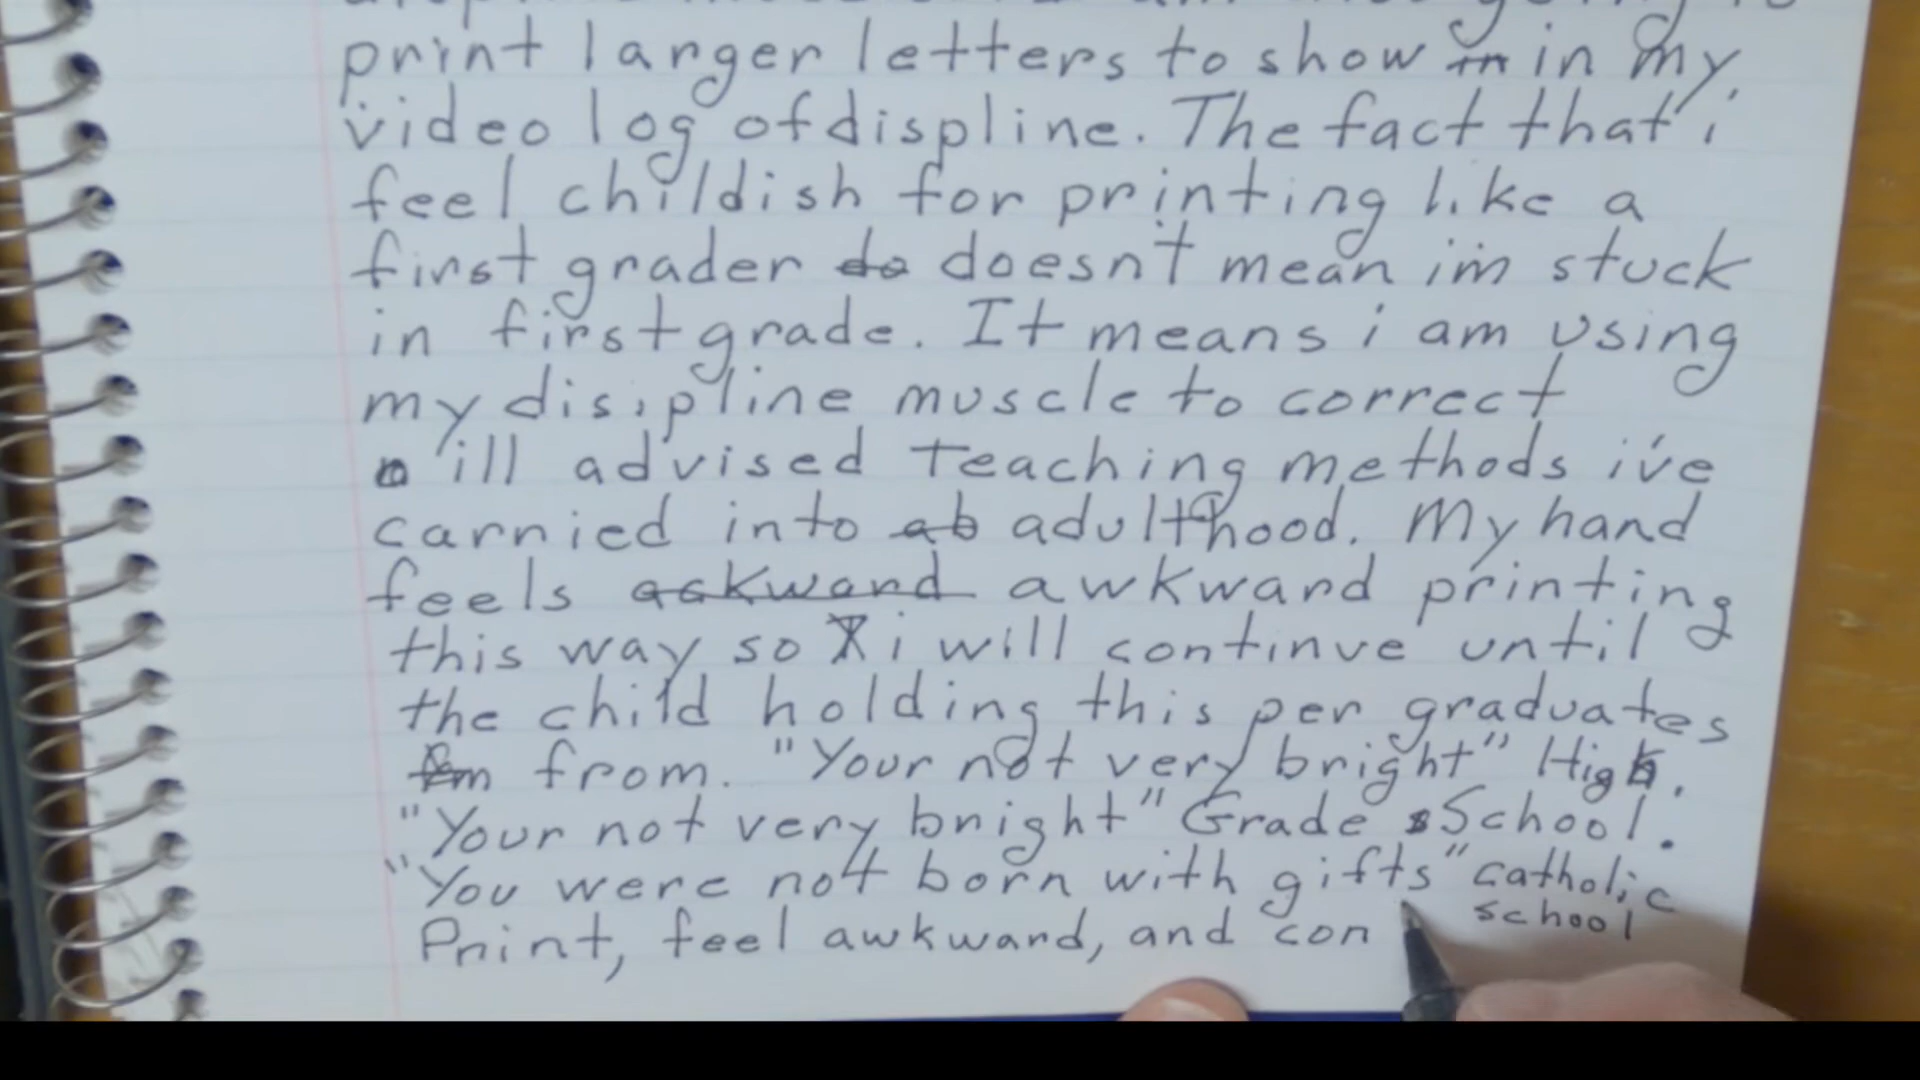 print larger letters to show in in my
video log of displine. The fact that i
feel childish for printing like a
first grader do doesn't mean i'm stuck
in first grade. It means i am using
my disipline muscle to correct
ill advised teaching methods i've
carried into ab adulthood. My hand
feels ackward awkward printing
this way so I i will continue until
the child holding this pen graduates
fm from. "Your not very bright" High.
"Your not very bright" Grade School.
"You were not born with gifts" catholic
school
Print, feel awkward, and con